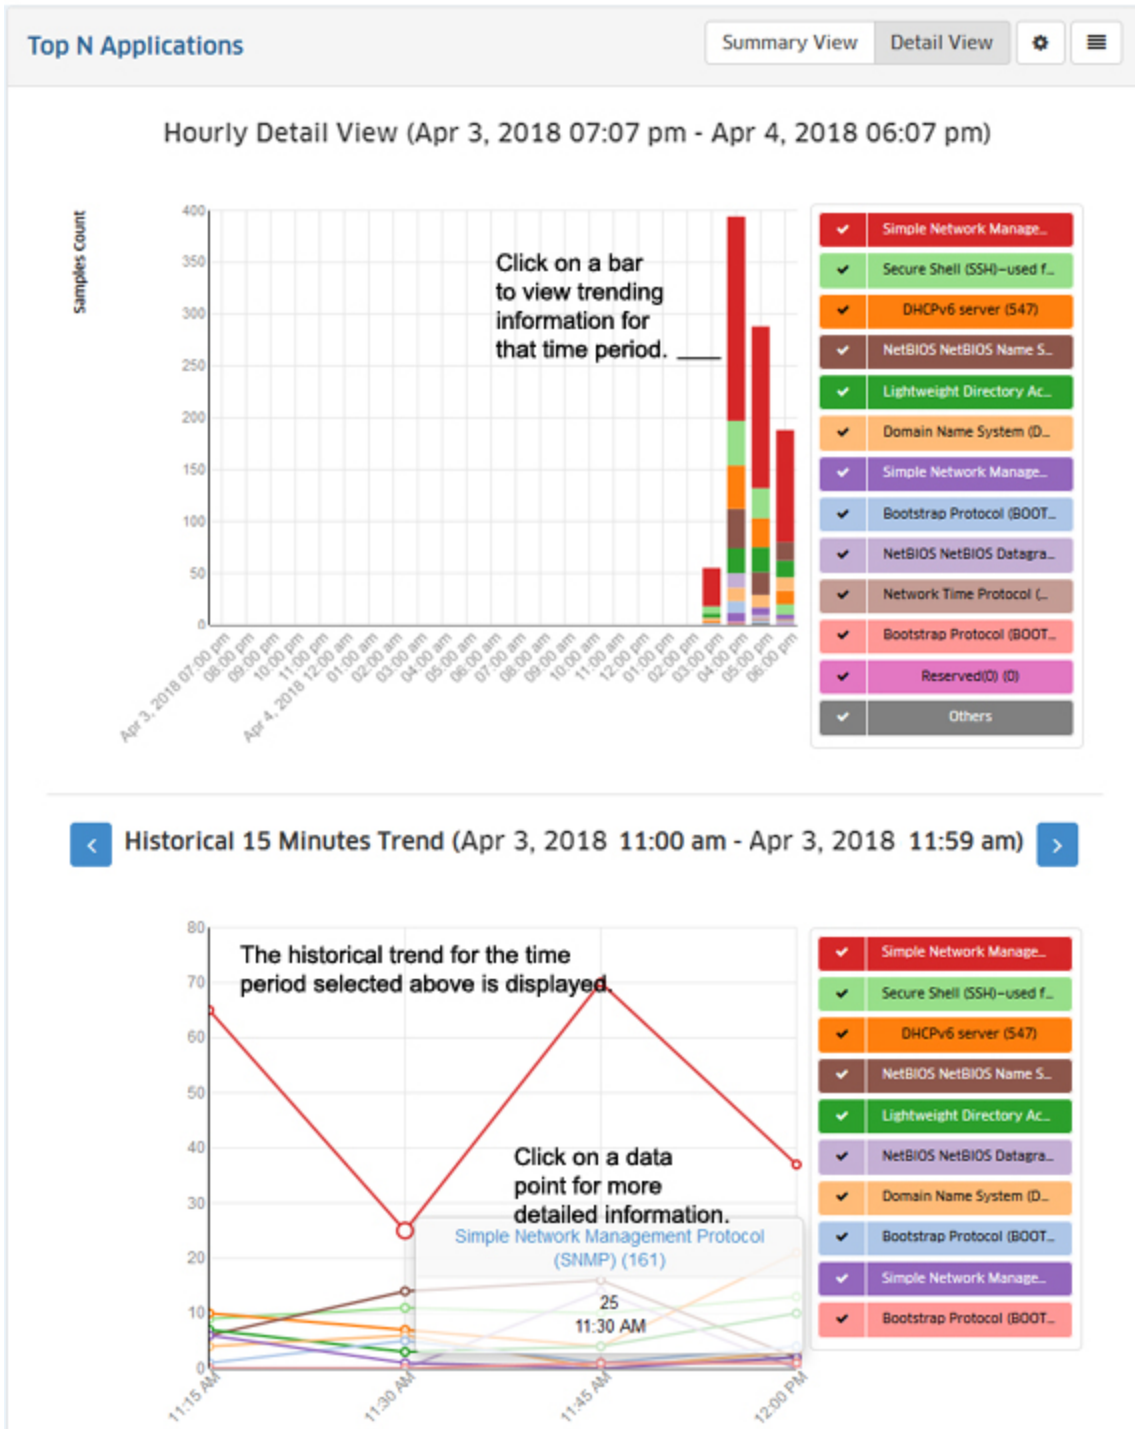 Top N Applications
Summary View
Detail View
Hourly Detail View (Apr 3, 2018 07:07 pm - Apr 4, 2018 06:07 pm)
Samples Count
400
350
300
250
200
150
100
50
0
Click on a bar
to view trending
information for
that time period.
Apr 3, 2018 07:00 pm
08:00 pm
09:00 pm
10:00 pm
11:00 pm
Apr 4, 2018 12:00 am
01:00 am
02:00 am
03:00 am
04:00 am
05:00 am
06:00 am
07:00 am
08:00 am
09:00 am
10:00 am
11:00 am
12:00 pm
01:00 pm
02:00 pm
03:00 pm
04:00 pm
05:00 pm
06:00 pm
Simple Network Manage...
Secure Shell (SSH)–used f...
DHCPv6 server (547)
NetBIOS NetBIOS Name S...
Lightweight Directory Ac...
Domain Name System (D...
Simple Network Manage...
Bootstrap Protocol (BOOT...
NetBIOS NetBIOS Datagra...
Network Time Protocol (...
Bootstrap Protocol (BOOT...
Reserved(0) (0)
Others
< Historical 15 Minutes Trend (Apr 3, 2018 11:00 am - Apr 3, 2018 11:59 am) >
80
70
60
50
40
30
20
10
0
The historical trend for the time
period selected above is displayed.
Click on a data
point for more
detailed information.
Simple Network Management Protocol
(SNMP) (161)
25
11:30 AM
11:15 AM
11:30 AM
11:45 AM
12:00 PM
Simple Network Manage...
Secure Shell (SSH)–used f...
DHCPv6 server (547)
NetBIOS NetBIOS Name S...
Lightweight Directory Ac...
NetBIOS NetBIOS Datagra...
Domain Name System (D...
Bootstrap Protocol (BOOT...
Simple Network Manage...
Bootstrap Protocol (BOOT...